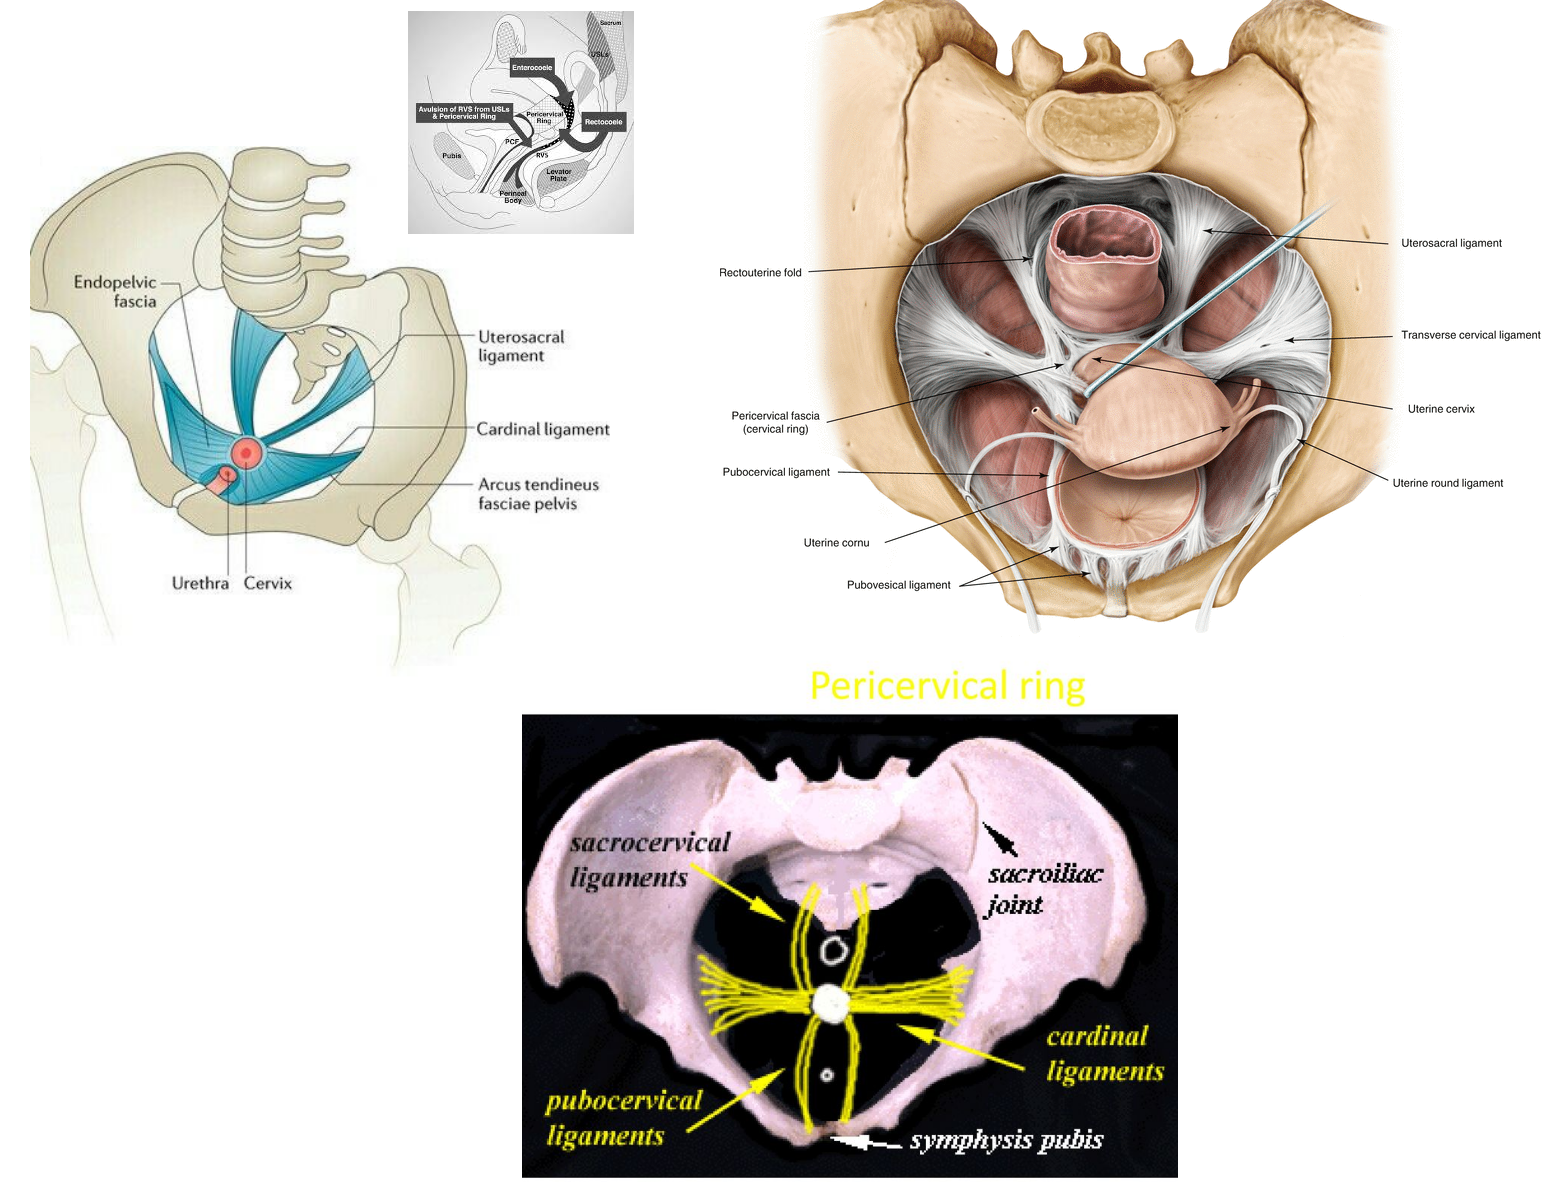 Sacrum
USLs
Enterocoele
Avulsion of RVS from USLs
& Pericervical Ring
Pericervical
Ring
Rectocoele
PCF
RVS
Pubis
Levator
Plate
Perineal
Body
Endopelvic
fascia
Uterosacral
ligament
Cardinal ligament
Arcus tendineus
fasciae pelvis
Urethra
Cervix
Rectouterine fold
Uterosacral ligament
Transverse cervical ligament
Pericervical fascia
(cervical ring)
Uterine cervix
Pubocervical ligament
Uterine round ligament
Uterine cornu
Pubovesical ligament
Pericervical ring
sacrocervical
ligaments
sacroiliac
joint
cardinal
ligaments
pubocervical
ligaments
symphysis pubis